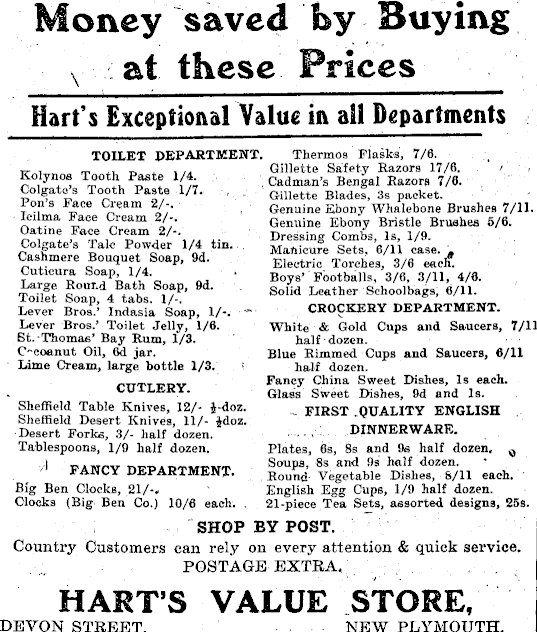 Money saved by Buying
at these Prices
Hart's Exceptional Value in all Departments
TOILET DEPARTMENT.
Kolynos Tooth Paste 1/4.
Colgate's Tooth Paste 1/7.
Pon's Face Cream 2/-.
Icilma Face Cream 2/-.
Oatine Face Cream 2/-.
Colgate's Talc Powder 1/4 tin.
Cashmere Bouquet Soap, 9d.
Cuticura Soap, 1/4.
Large Round Bath Soap, 9d.
Toilet Soap, 4 tabs. 1/-.
Lever Bros.' Indasia Soap, 1/-.
Lever Bros.' Toilet Jelly, 1/6.
St. Thomas' Bay Rum, 1/3.
Cocoanut Oil, 6d jar.
Lime Cream, large bottle 1/3.
CUTLERY.
Sheffield Table Knives, 12/- ½-doz.
Sheffield Desert Knives, 11/- ½doz.
Desert Forks, 3/- half dozen.
Tablespoons, 1/9 half dozen.
FANCY DEPARTMENT.
Big Ben Clocks, 21/-.
Clocks (Big Ben Co.) 10/6 each.
Thermos Flasks, 7/6.
Gillette Safety Razors 17/6.
Cadman's Bengal Razors 7/6.
Gillette Blades, 3s packet.
Genuine Ebony Whalebone Brushes 7/11.
Genuine Ebony Bristle Brushes 5/6.
Dressing Combs, 1s, 1/9.
Manicure Sets, 6/11 case.
Electric Torches, 3/6 each.
Boys' Footballs, 3/6, 3/11, 4/6.
Solid Leather Schoolbags, 6/11.
CROCKERY DEPARTMENT.
White & Gold Cups and Saucers, 7/11
half dozen.
Blue Rimmed Cups and Saucers, 6/11
half dozen.
Fancy China Sweet Dishes, 1s each.
Glass Sweet Dishes, 9d and 1s.
FIRST QUALITY ENGLISH
DINNERWARE.
Plates, 6s, 8s and 9s half dozen.
Soups, 8s and 9s half dozen.
Round Vegetable Dishes, 8/11 each.
English Egg Cups, 1/9 half dozen.
21-piece Tea Sets, assorted designs, 25s.
SHOP BY POST.
Country Customers can rely on every attention & quick service.
POSTAGE EXTRA.
HART'S VALUE STORE,
DEVON STREET. NEW PLYMOUTH.